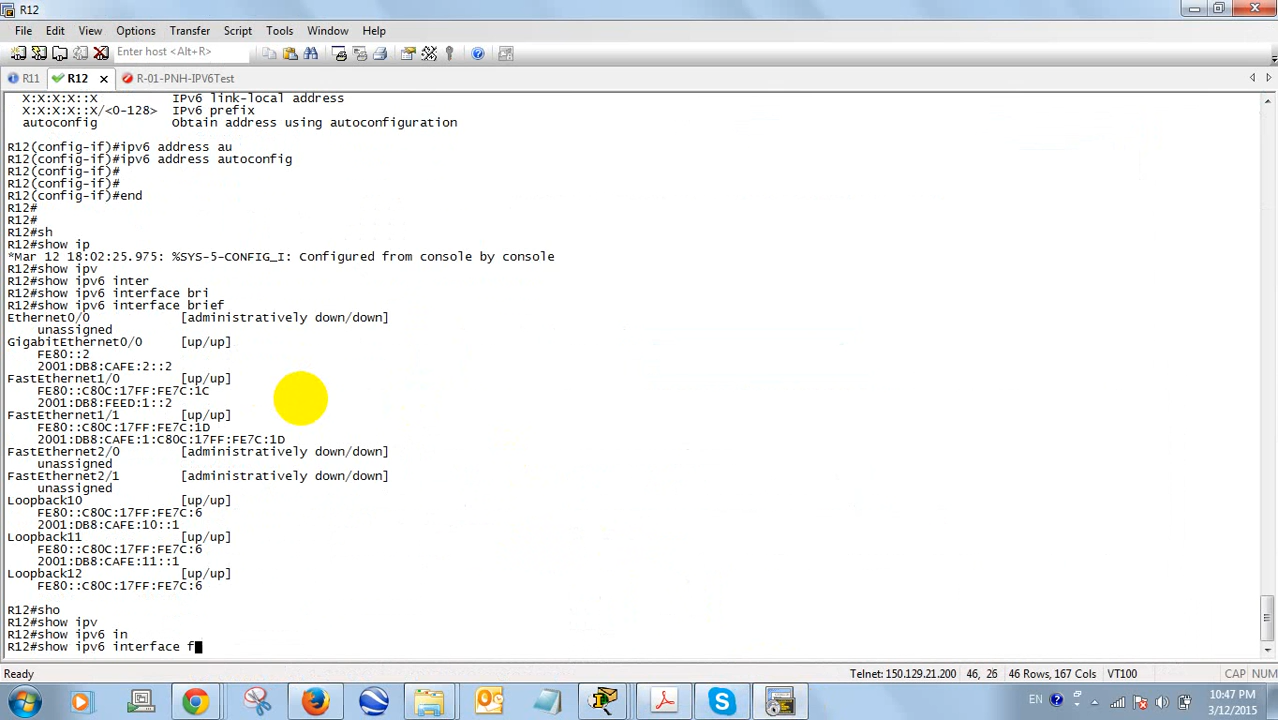 R12
File Edit View Options Transfer Script Tools Window Help
Enter host <Alt+R>
R11 R12 R-01-PNH-IPV6Test
X:X:X:X::X IPv6 link-local address
X:X:X:X::X/<0-128> IPv6 prefix
autoconfig Obtain address using autoconfiguration
R12(config-if)#ipv6 address au
R12(config-if)#ipv6 address autoconfig
R12(config-if)#
R12(config-if)#
R12(config-if)#end
R12#
R12#
R12#sh
R12#show ip
*Mar 12 18:02:25.975: %SYS-5-CONFIG_I: Configured from console by console
R12#show ipv
R12#show ipv6 inter
R12#show ipv6 interface bri
R12#show ipv6 interface brief
Ethernet0/0 [administratively down/down]
unassigned
GigabitEthernet0/0 [up/up]
FE80::2
2001:DB8:CAFE:2::2
FastEthernet1/0 [up/up]
FE80::C80C:17FF:FE7C:1C
2001:DB8:FEED:1::2
FastEthernet1/1 [up/up]
FE80::C80C:17FF:FE7C:1D
2001:DB8:CAFE:1:C80C:17FF:FE7C:1D
FastEthernet2/0 [administratively down/down]
unassigned
FastEthernet2/1 [administratively down/down]
unassigned
Loopback10 [up/up]
FE80::C80C:17FF:FE7C:6
2001:DB8:CAFE:10::1
Loopback11 [up/up]
FE80::C80C:17FF:FE7C:6
2001:DB8:CAFE:11::1
Loopback12 [up/up]
FE80::C80C:17FF:FE7C:6
R12#sho
R12#show ipv
R12#show ipv6 in
R12#show ipv6 interface f
Ready Telnet: 150.129.21.200 46, 26 46 Rows, 167 Cols VT100 CAP NUM
EN 10:47 PM
3/12/2015